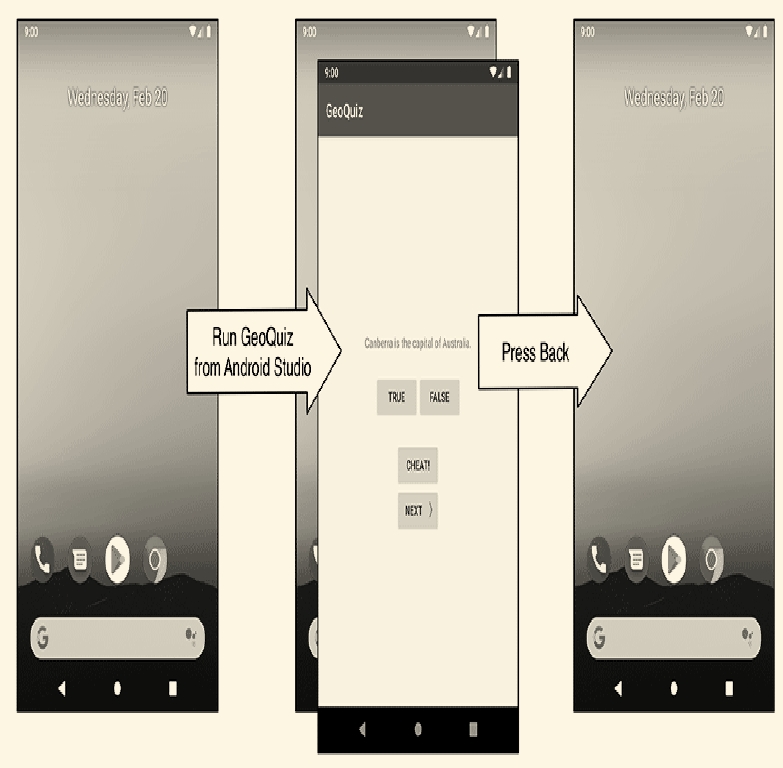 9:00
Wednesday, Feb 20
Run GeoQuiz
from Android Studio
9:00
9:00
GeoQuiz
Canberra is the capital of Australia.
TRUE
FALSE
CHEAT!
NEXT
Press Back
9:00
Wednesday, Feb 20